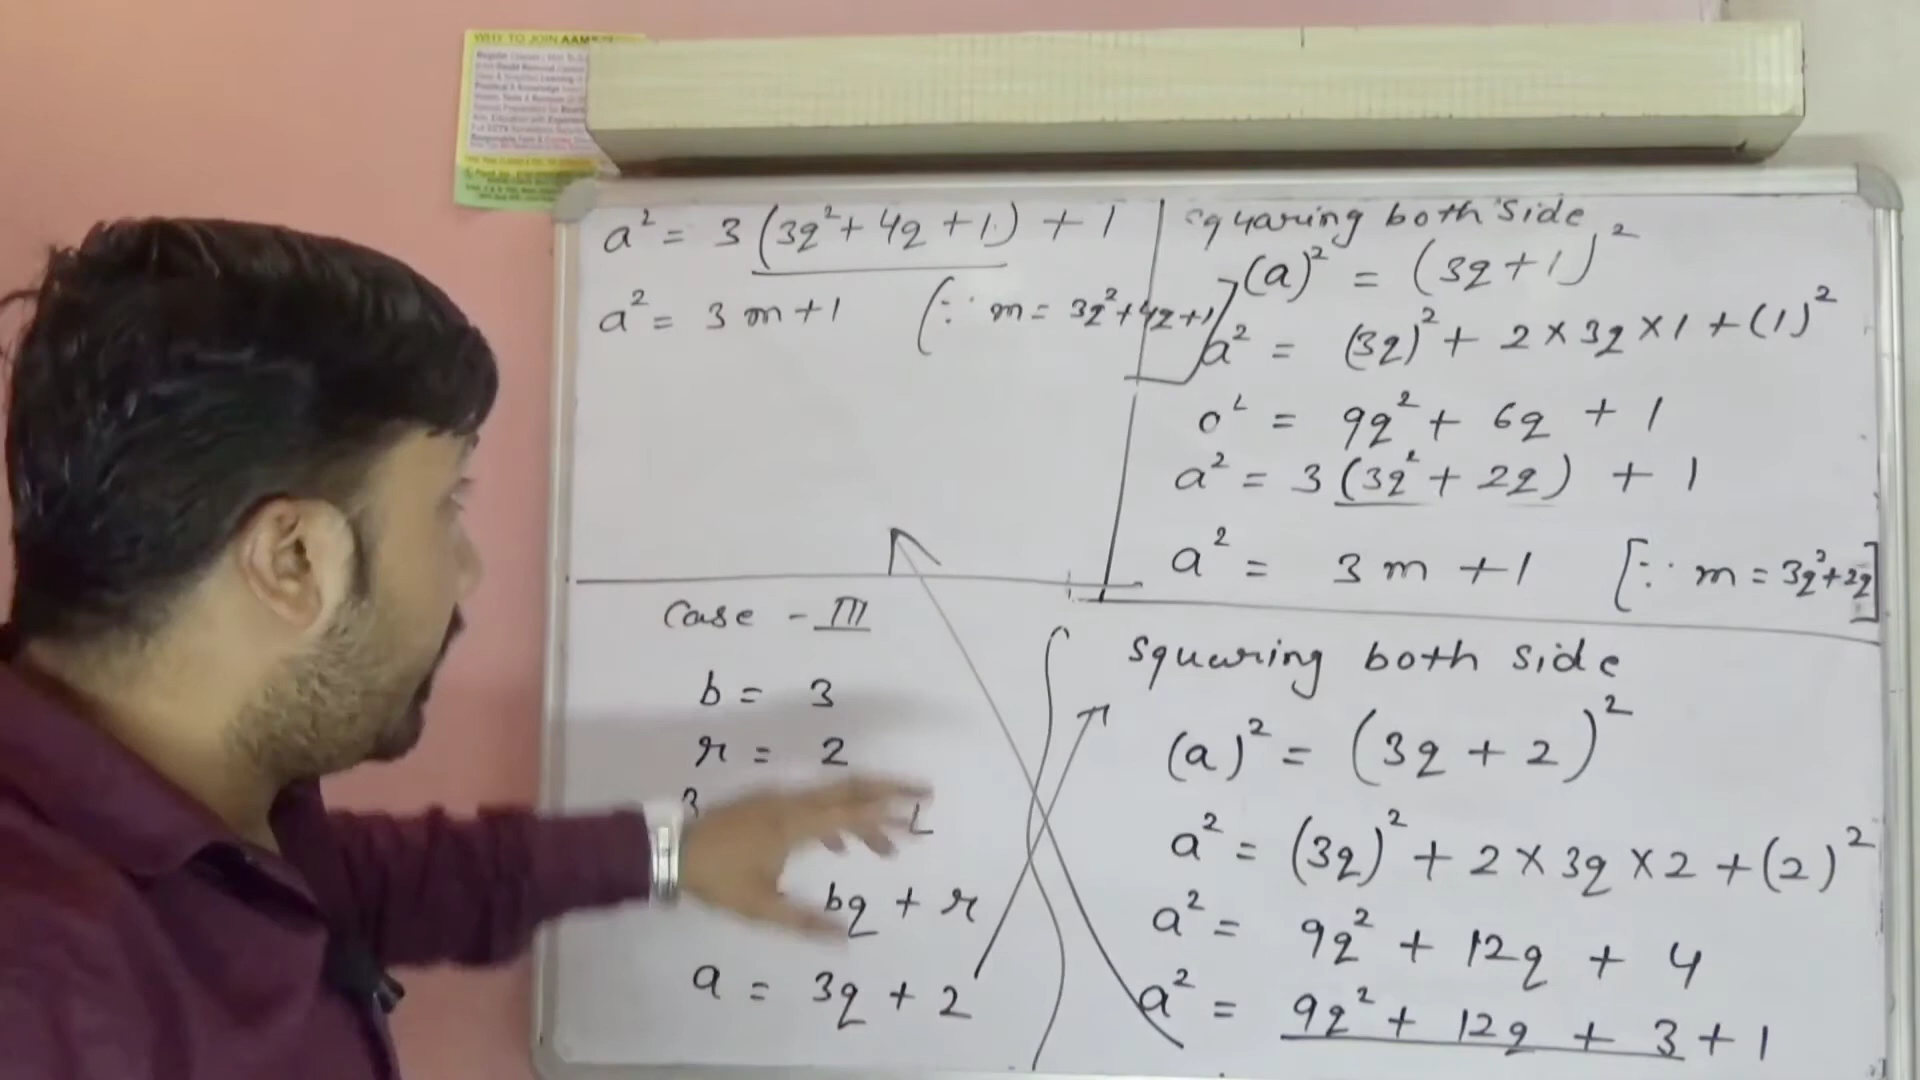 WHY TO JOIN
a² = 3 (3q² + 4q + 1) + 1
a² = 3m + 1 (∵ m = 3q² + 4q + 1)
squaring both side
(a)² = (3q + 1)²
a² = (3q)² + 2 × 3q × 1 + (1)²
a² = 9q² + 6q + 1
a² = 3 (3q² + 2q) + 1
a² = 3m + 1 [∵ m = 3q² + 2q]
Case - III
b = 3
r = 2
bq + r
a = 3q + 2
Squaring both side
(a)² = (3q + 2)²
a² = (3q)² + 2 × 3q × 2 + (2)²
a² = 9q² + 12q + 4
a² = 9q² + 12q + 3 + 1